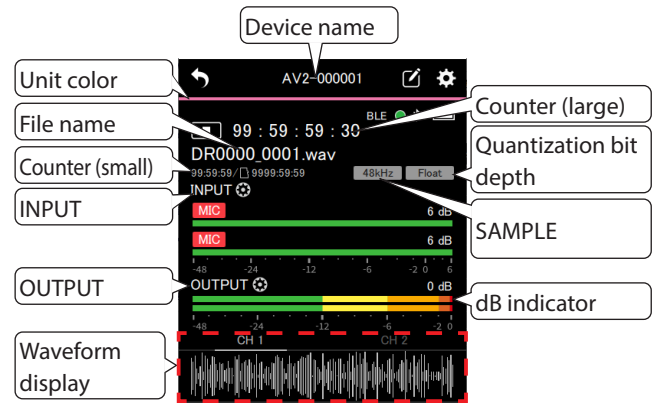 Device name
AV2-000001
Unit color
BLE
Counter (large)
File name
99 : 59 : 59 : 30
DR0000_0001.wav
Quantization bit
depth
Counter (small)
99:59:59/ 9999:59:59
48kHz Float
INPUT
INPUT
MIC 6 dB
MIC 6 dB
SAMPLE
-48 -24 -12 -6 -2 0 6
OUTPUT
OUTPUT 0 dB
dB indicator
-48 -24 -12 -6 -2 0
CH 1 CH 2
Waveform
display